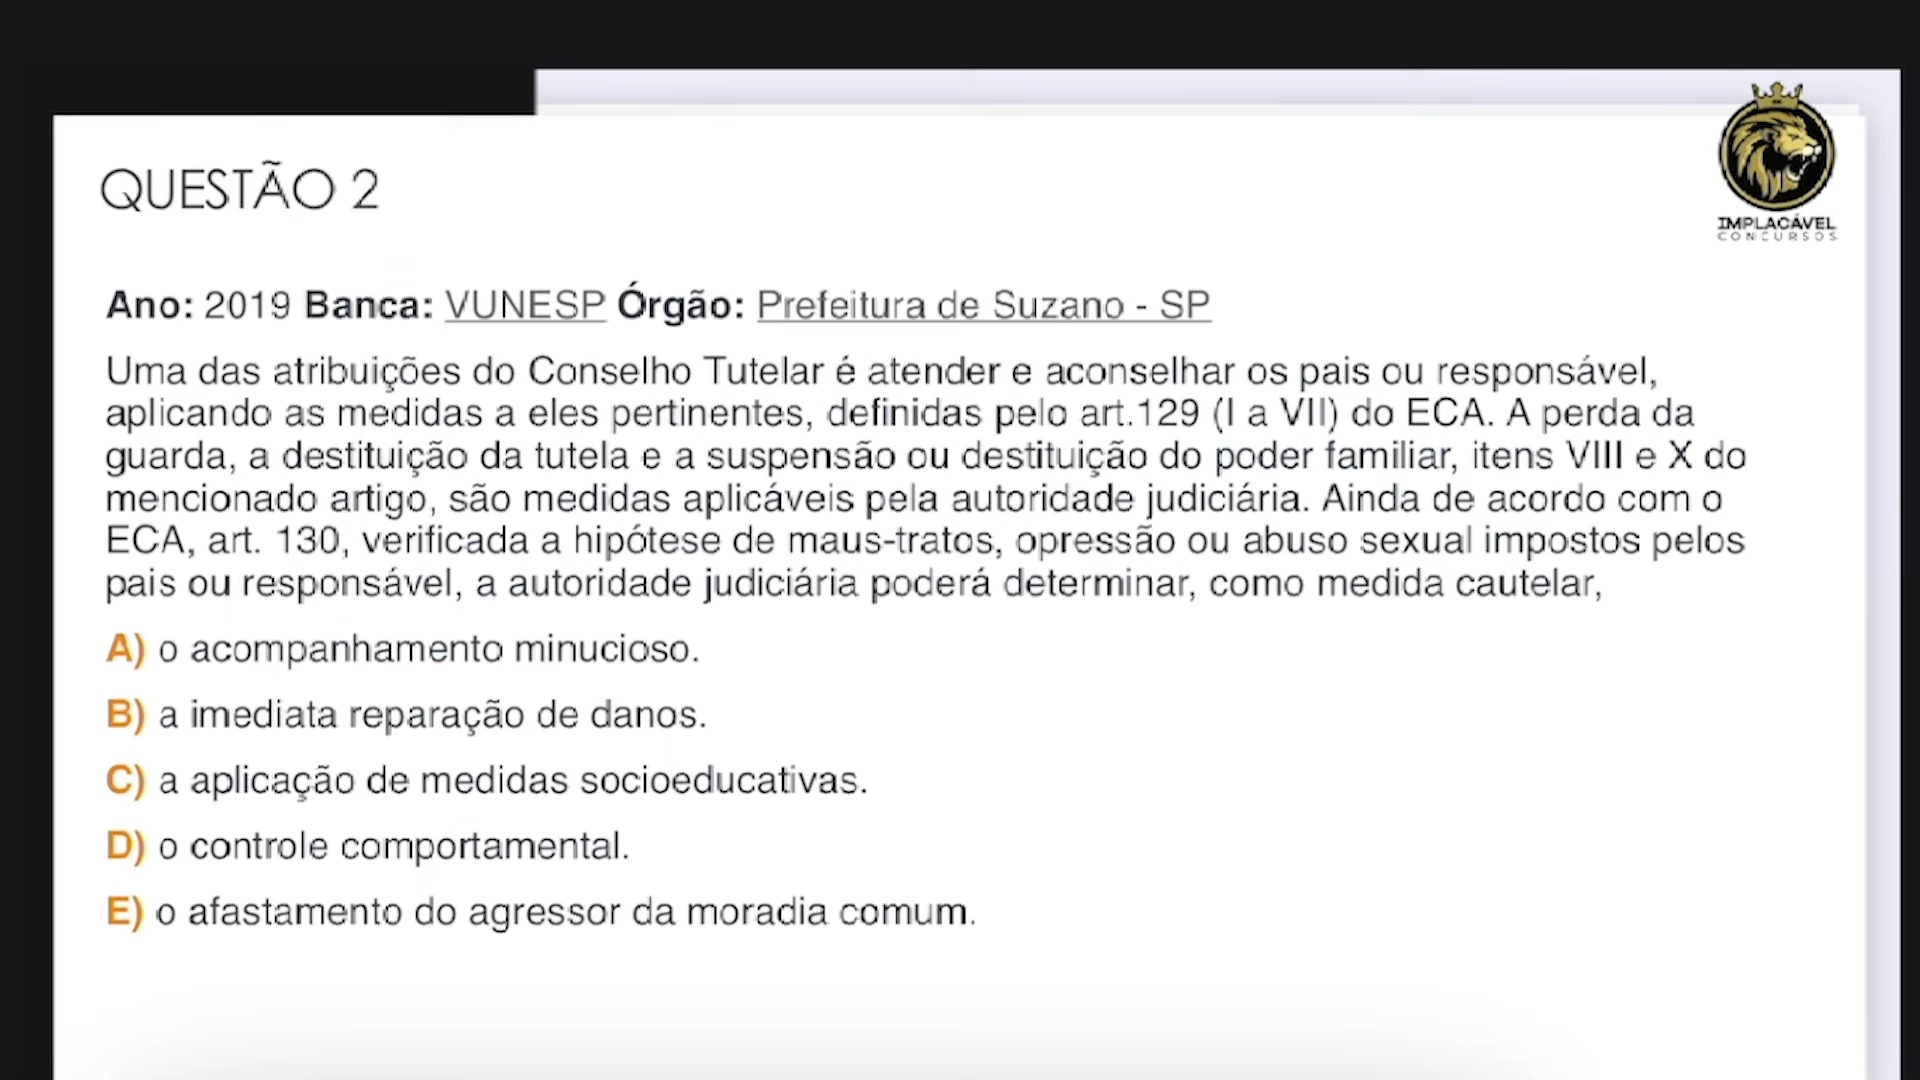 IMPLACÁVEL
CONCURSOS
QUESTÃO 2
Ano: 2019 Banca: VUNESP Órgão: Prefeitura de Suzano - SP
Uma das atribuições do Conselho Tutelar é atender e aconselhar os pais ou responsável,
aplicando as medidas a eles pertinentes, definidas pelo art.129 (I a VII) do ECA. A perda da
guarda, a destituição da tutela e a suspensão ou destituição do poder familiar, itens VIII e X do
mencionado artigo, são medidas aplicáveis pela autoridade judiciária. Ainda de acordo com o
ECA, art. 130, verificada a hipótese de maus-tratos, opressão ou abuso sexual impostos pelos
pais ou responsável, a autoridade judiciária poderá determinar, como medida cautelar,
A) o acompanhamento minucioso.
B) a imediata reparação de danos.
C) a aplicação de medidas socioeducativas.
D) o controle comportamental.
E) o afastamento do agressor da moradia comum.